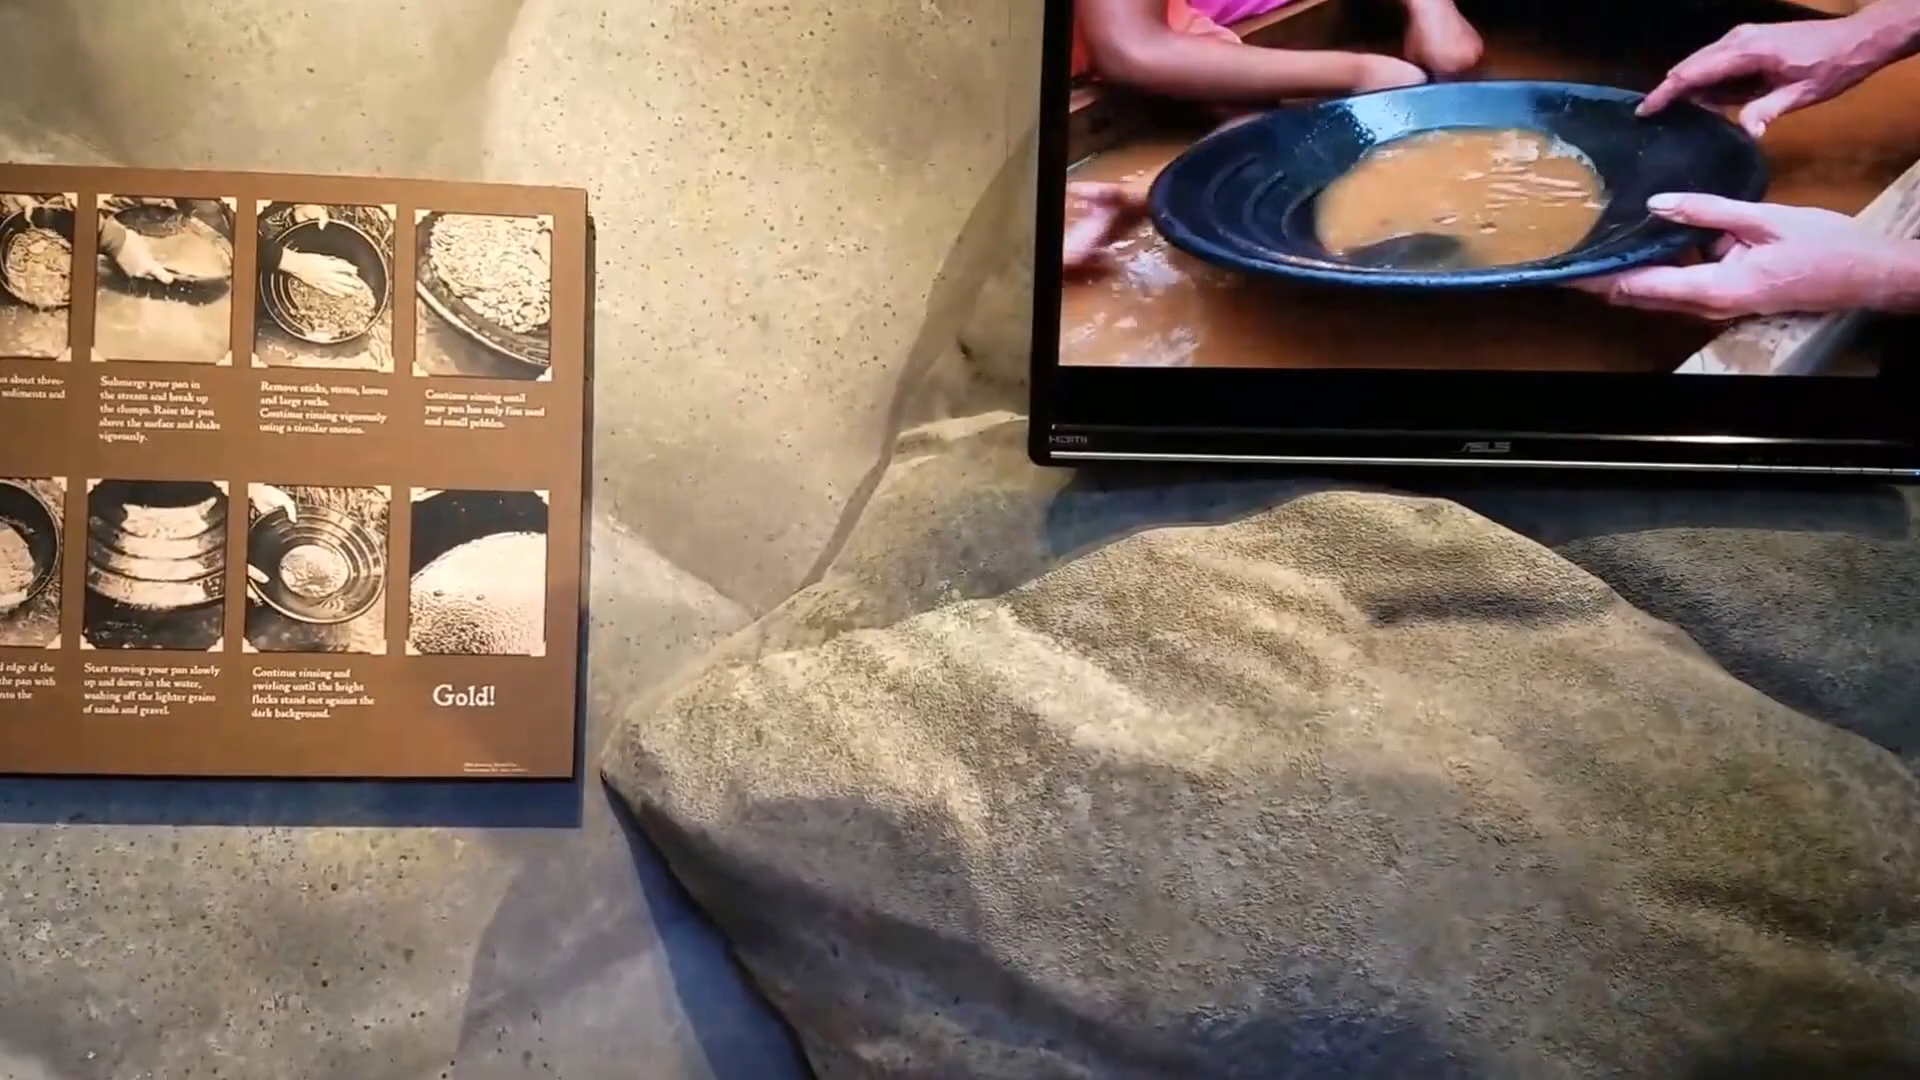 about three-
sediments and
Submerge your pan in
the stream and break up
the clumps. Raise the pan
above the surface and shake
vigorously.
Remove sticks, stems, leaves
and large rocks.
Continue rinsing vigorously
using a circular motion.
Continue rinsing until
your pan has only fine sand
and small pebbles.
edge of the
the pan with
into the
Start moving your pan slowly
up and down in the water,
washing off the lighter grains
of sands and gravel.
Continue rinsing and
swirling until the bright
flecks stand out against the
dark background.
Gold!
HDMI
ASUS